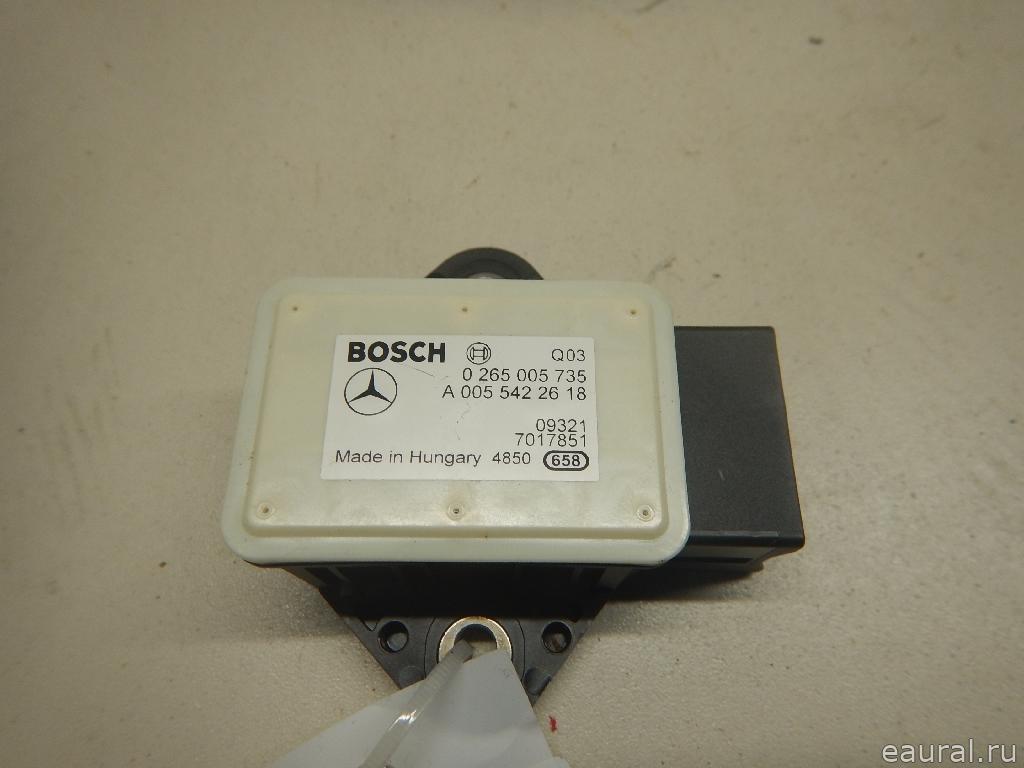 BOSCH Q03
0 265 005 735
A 005 542 26 18
09321
7017851
Made in Hungary 4850 658
eaural.ru